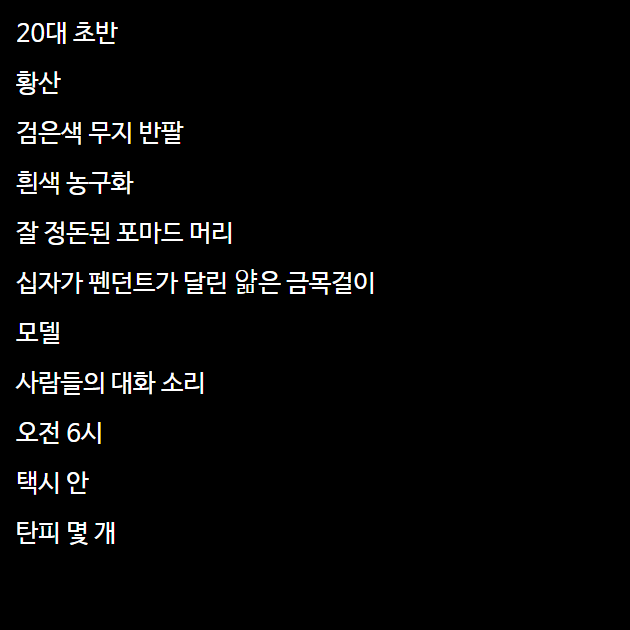 20대 초반
황산
검은색 무지 반팔
흰색 농구화
잘 정돈된 포마드 머리
십자가 펜던트가 달린 얆은 금목걸이
모델
사람들의 대화 소리
오전 6시
택시 안
탄피 몇 개